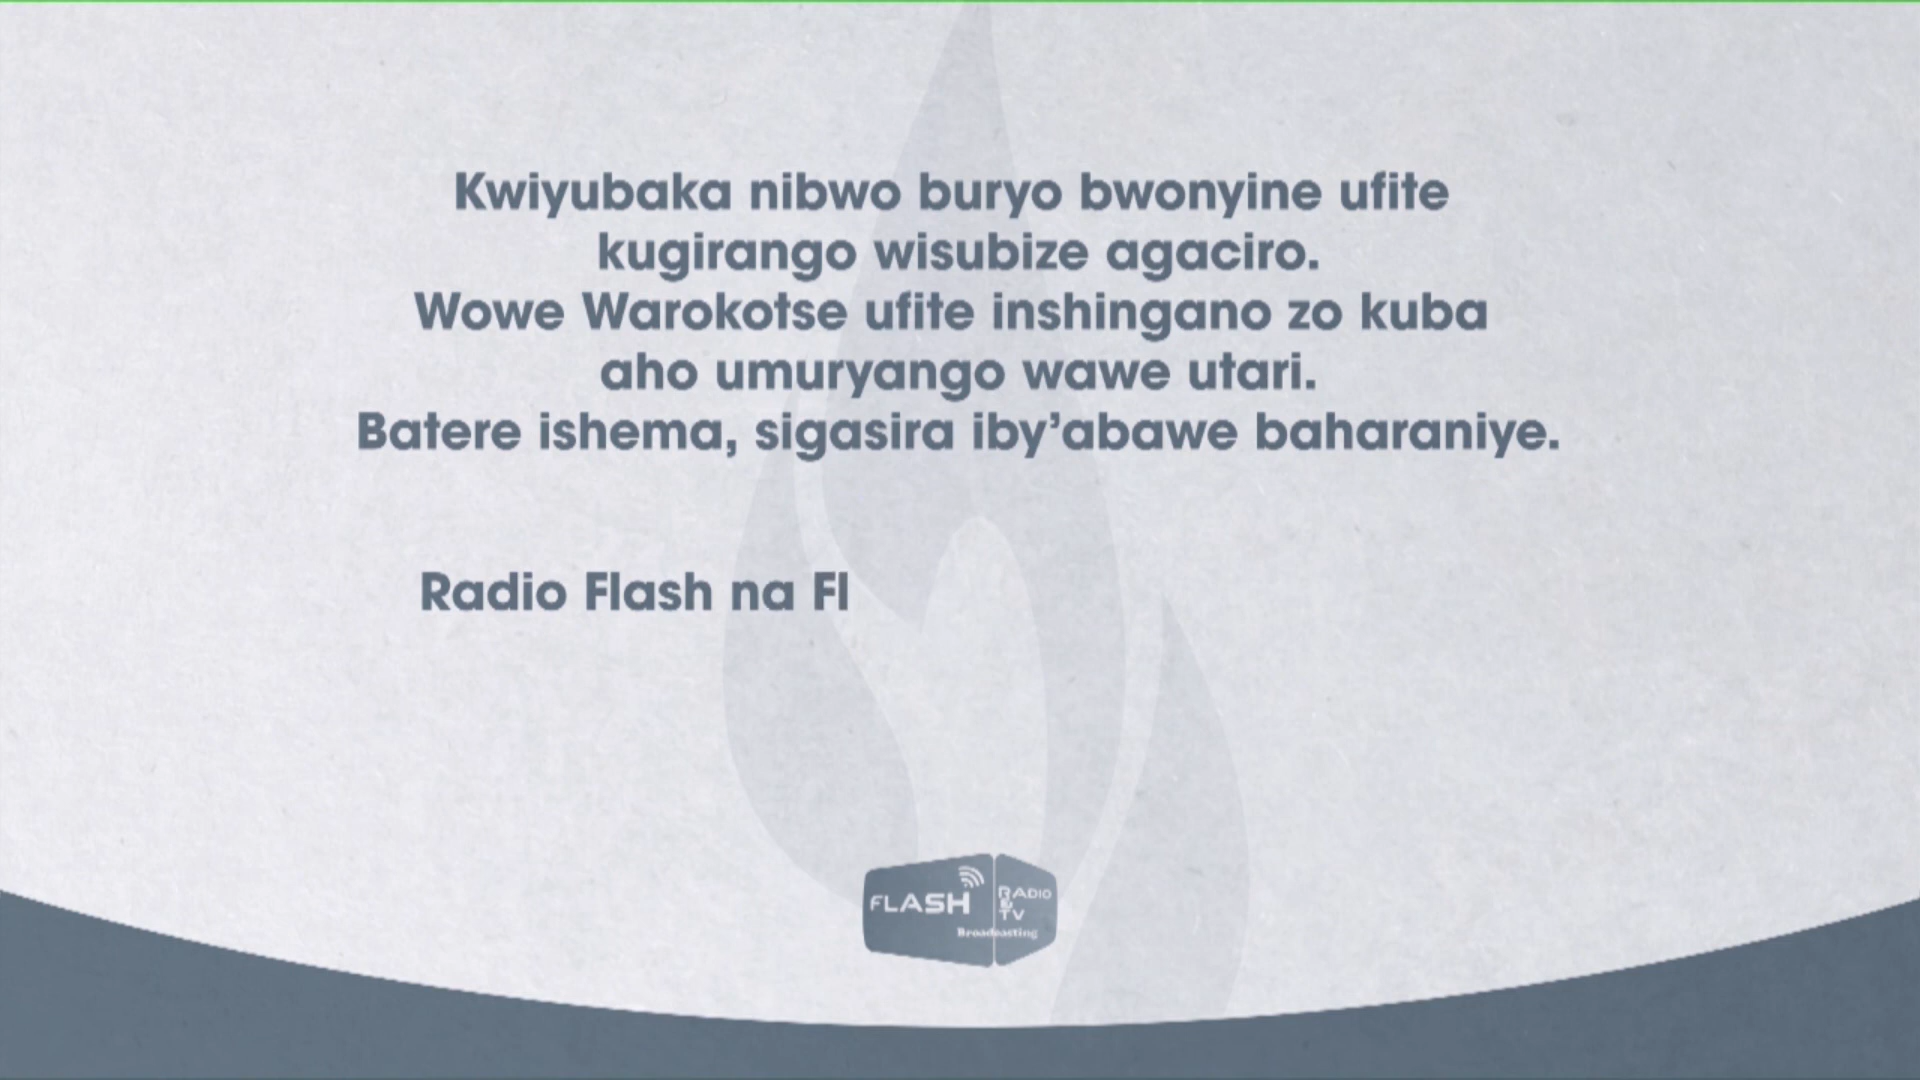 Kwiyubaka nibwo buryo bwonyine ufite
kugirango wisubize agaciro.
Wowe Warokotse ufite inshingano zo kuba
aho umuryango wawe utari.
Batere ishema, sigasira iby’abawe baharaniye.
Radio Flash na Fl
FLASH
RADIO
&
TV
Broadcasting